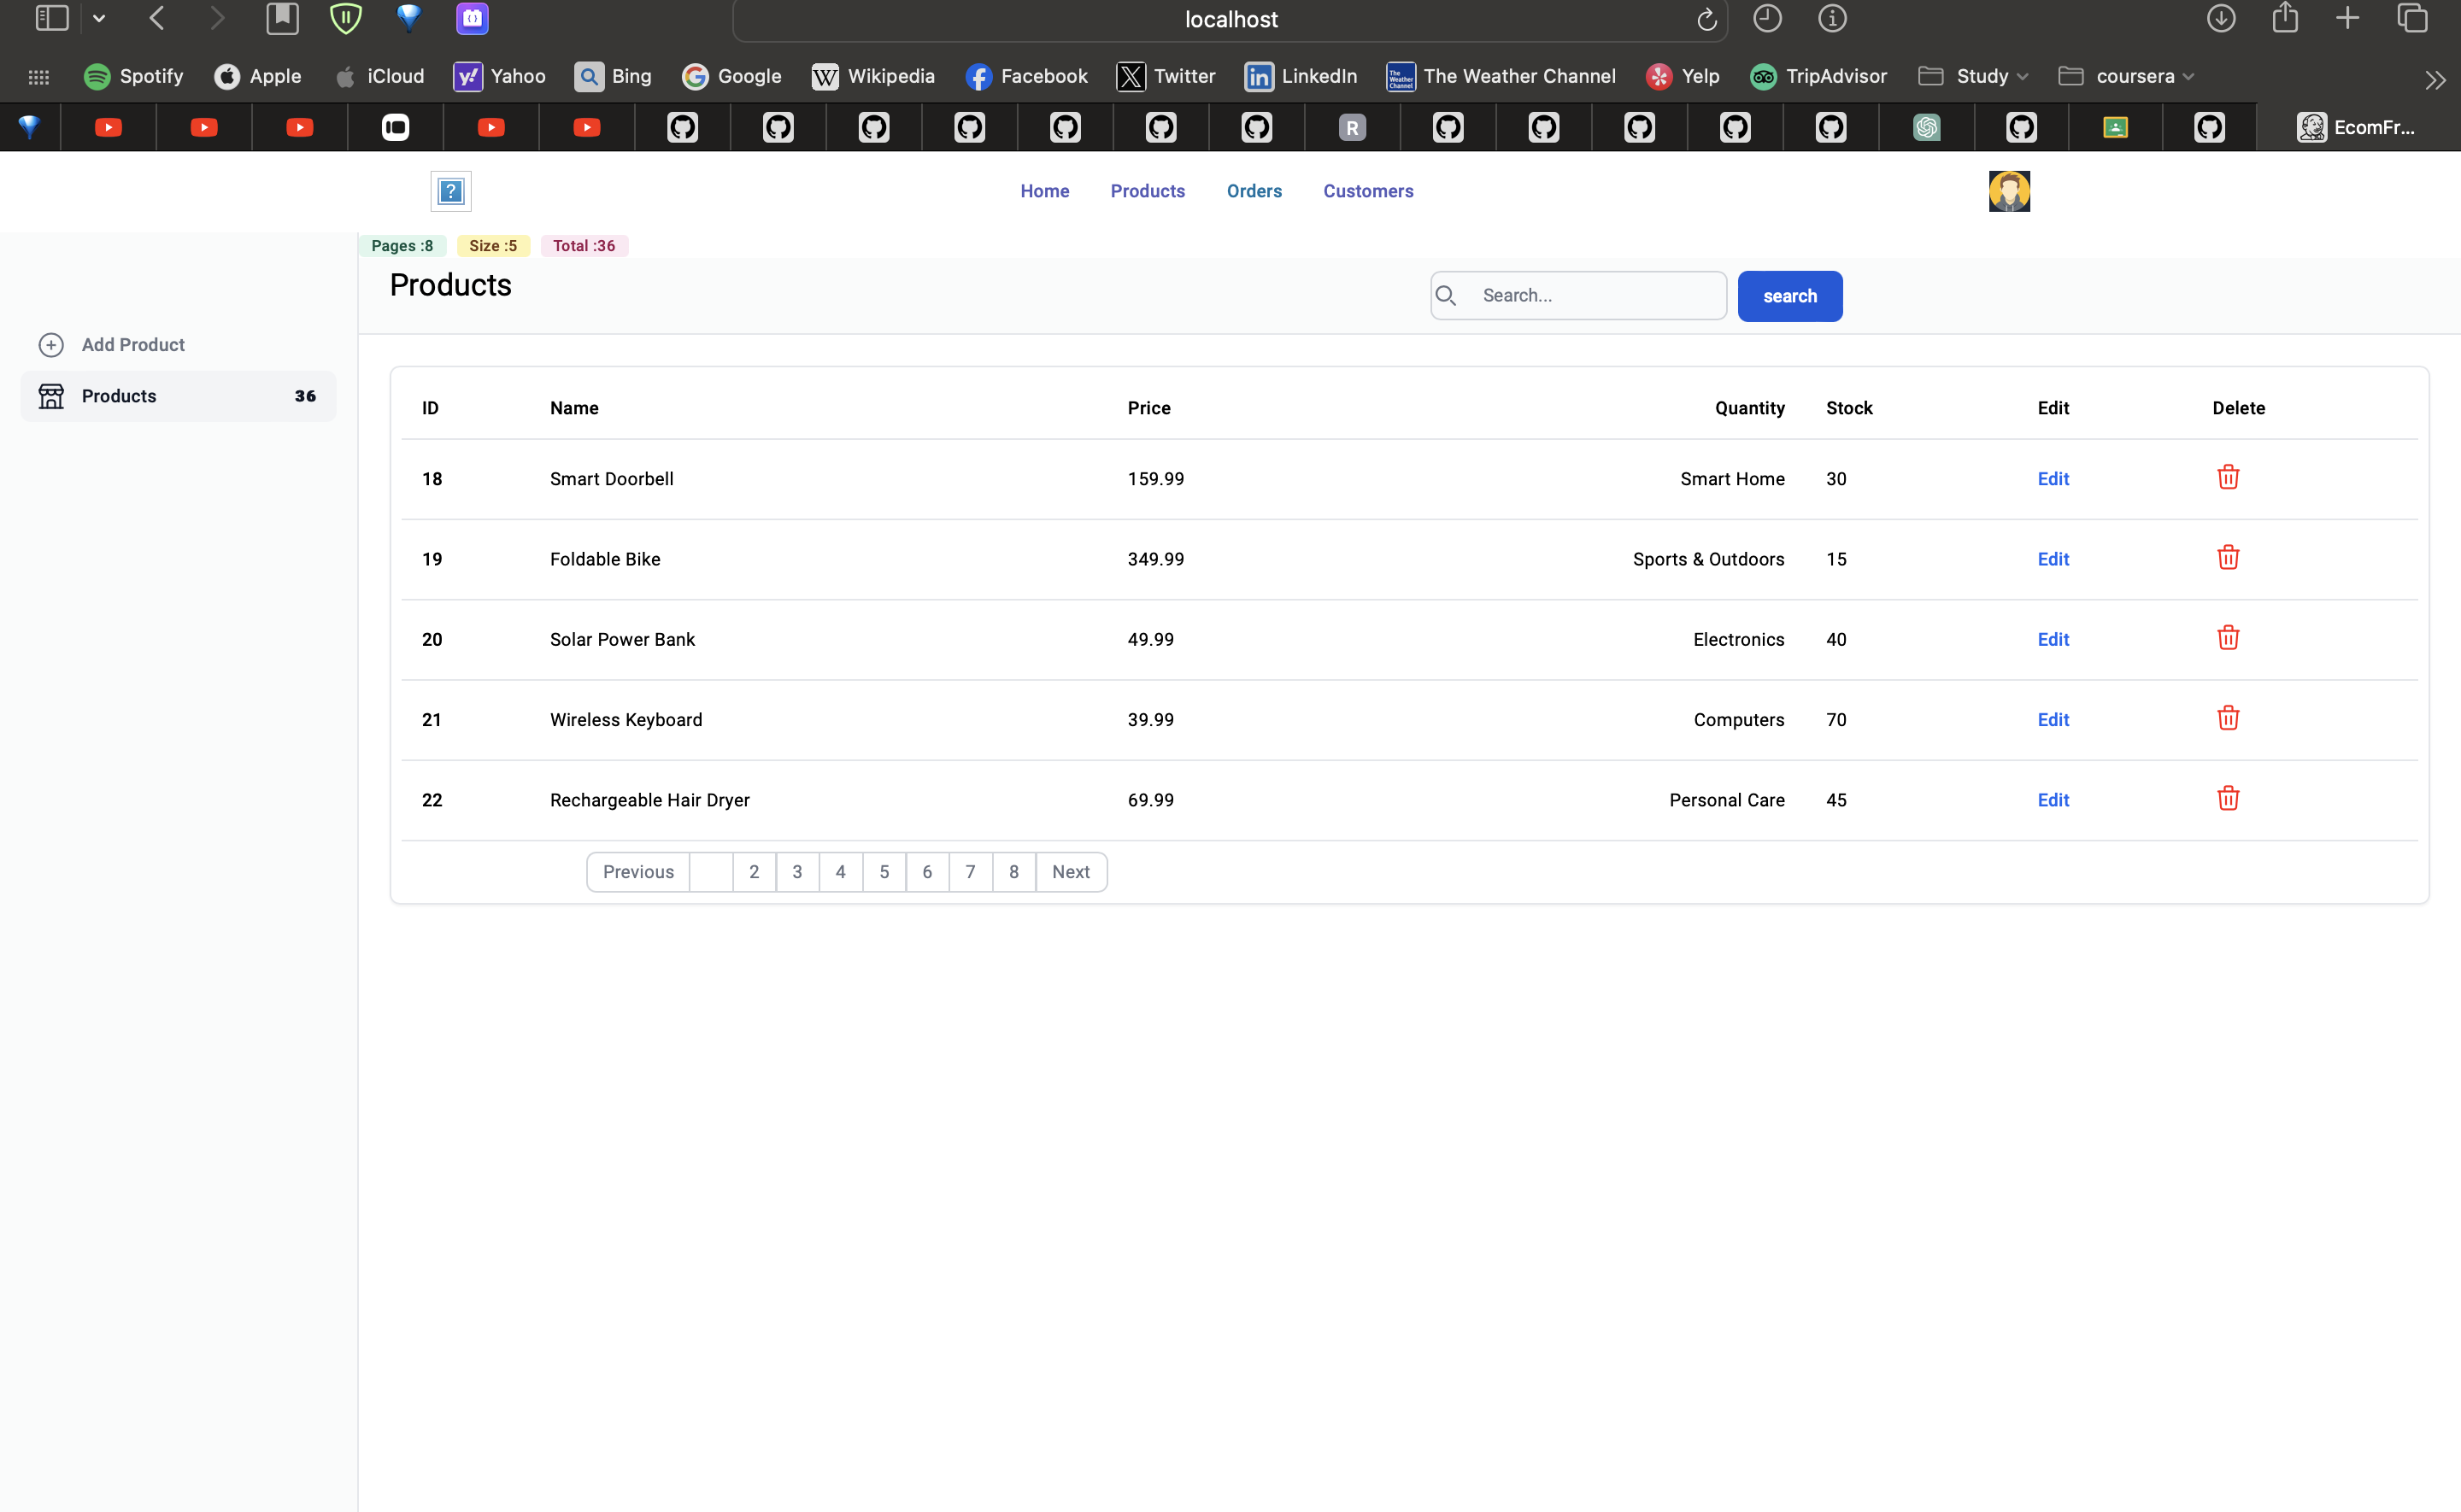 localhost
Spotify Apple iCloud Yahoo Bing Google Wikipedia Facebook Twitter LinkedIn The Weather Channel Yelp TripAdvisor Study coursera
R EcomFr...
Home Products Orders Customers
Pages :8 Size :5 Total :36
Products Search... search
Add Product
Products 36
ID Name Price Quantity Stock Edit Delete
18 Smart Doorbell 159.99 Smart Home 30 Edit
19 Foldable Bike 349.99 Sports & Outdoors 15 Edit
20 Solar Power Bank 49.99 Electronics 40 Edit
21 Wireless Keyboard 39.99 Computers 70 Edit
22 Rechargeable Hair Dryer 69.99 Personal Care 45 Edit
Previous 2 3 4 5 6 7 8 Next